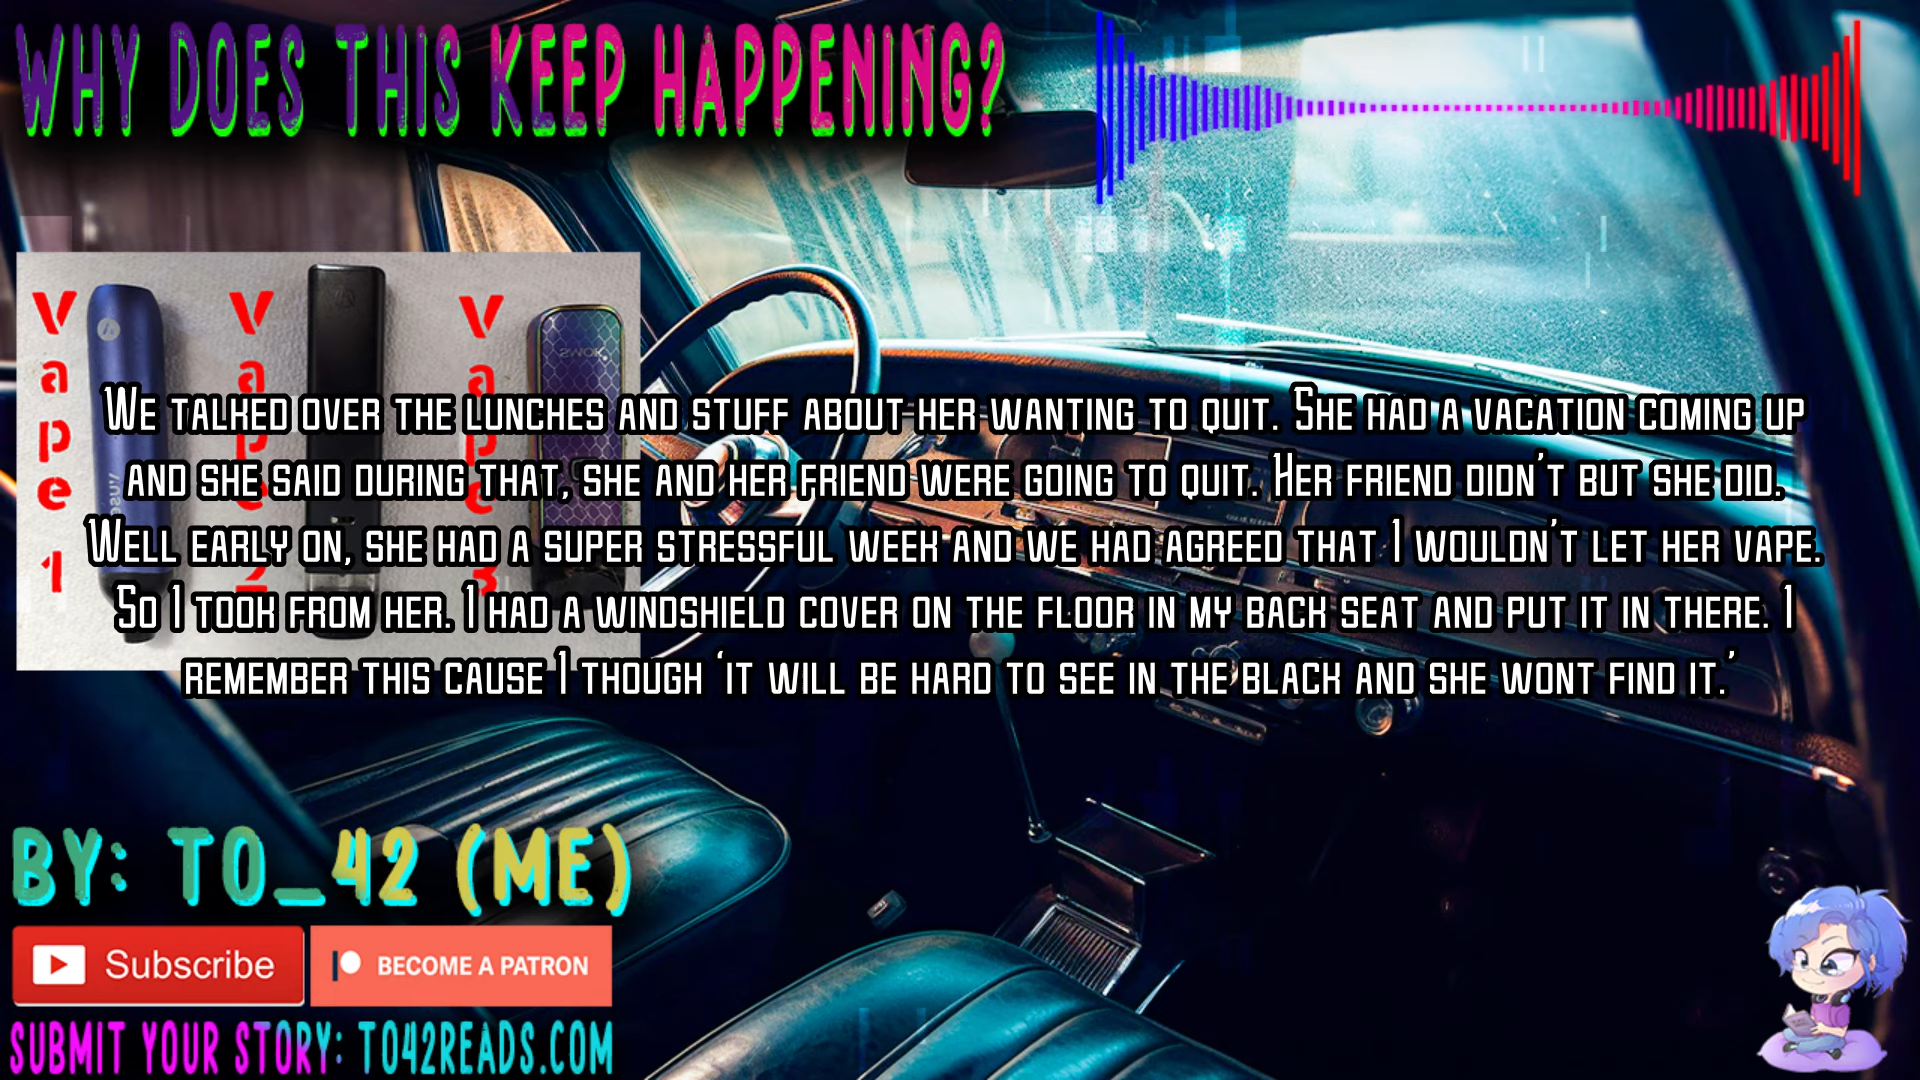 WHY DOES THIS KEEP HAPPENING?
Vape 1
Vape 2
Vape 3
We talked over the lunches and stuff about her wanting to quit. She had a vacation coming up
and she said during that, she and her friend were going to quit. Her friend didn't but she did.
Well early on, she had a super stressful week and we had agreed that I wouldn't let her vape.
So I took from her. I had a windshield cover on the floor in my back seat and put it in there. I
remember this cause I though 'it will be hard to see in the black and she wont find it.'
BY: TO_42 (ME)
Subscribe
BECOME A PATRON
SUBMIT YOUR STORY: TO42READS.COM